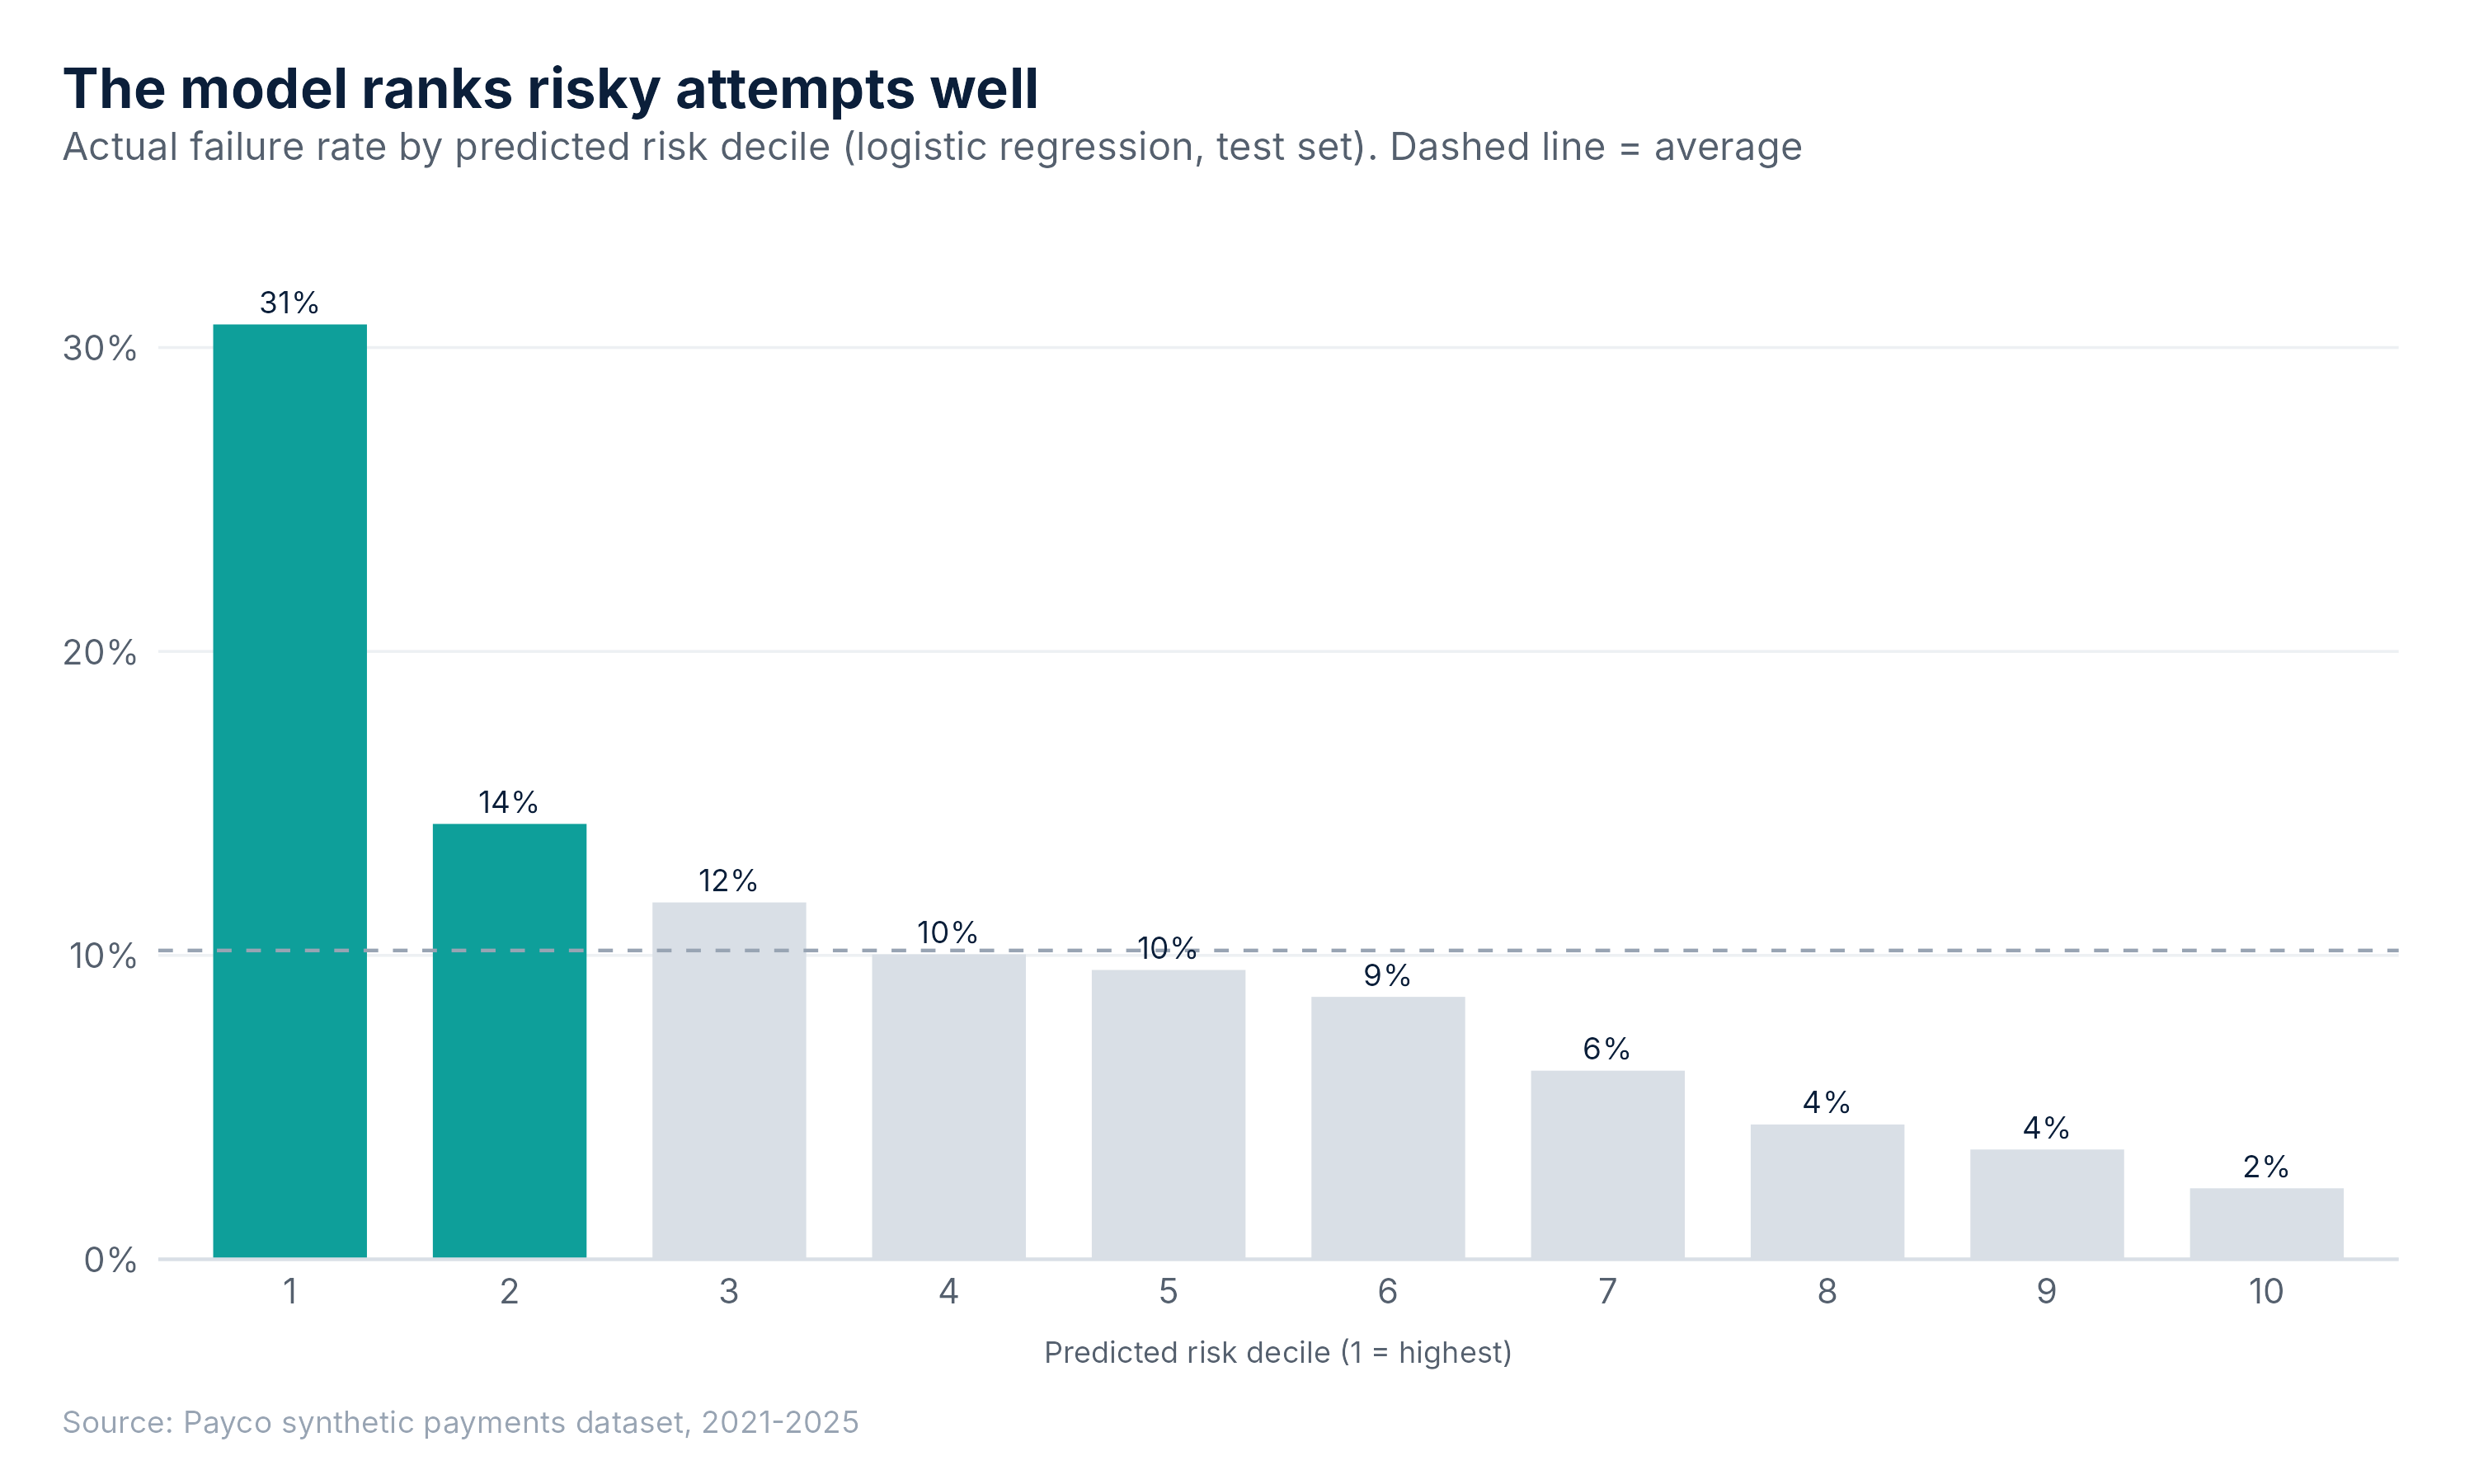 The model ranks risky attempts well
Actual failure rate by predicted risk decile (logistic regression, test set). Dashed line = average
31%
30%
20%
14%
12%
10%
10%
10%
9%
6%
4%
4%
2%
0%
1 2 3 4 5 6 7 8 9 10
Predicted risk decile (1 = highest)
Source: Payco synthetic payments dataset, 2021-2025